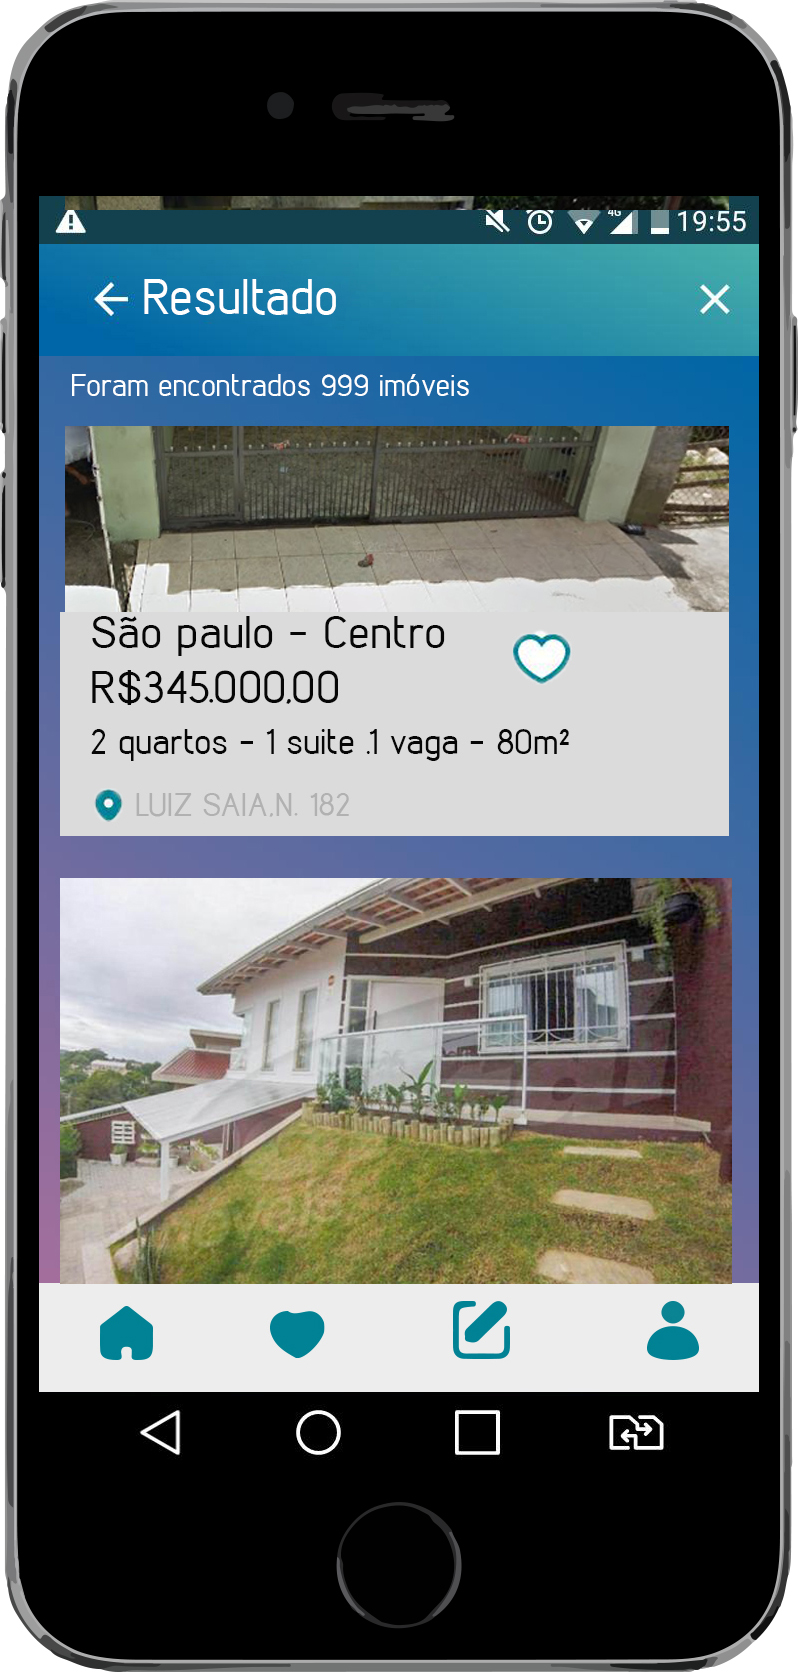 4G 19:55
Resultado
Foram encontrados 999 imóveis
São paulo - Centro
R$345.000,00
2 quartos - 1 suite .1 vaga - 80m²
LUIZ SAIA,N. 182